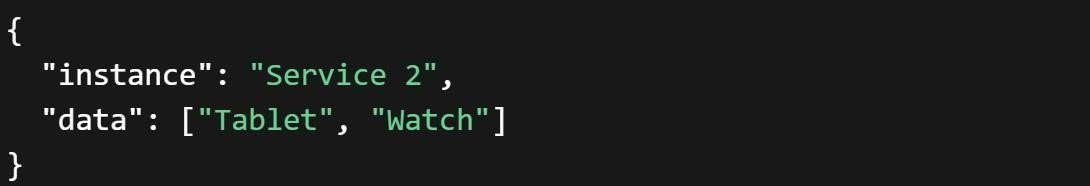 {
  "instance": "Service 2",
  "data": ["Tablet", "Watch"]
}